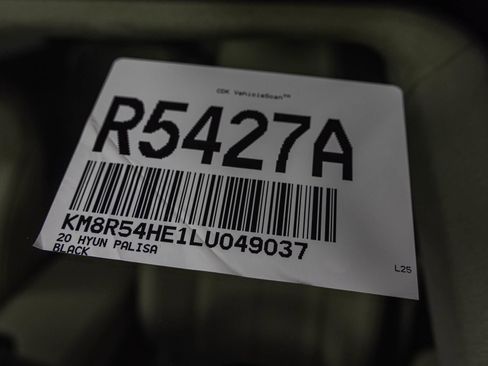 CDK VehicleScan™
R5427A
KM8R54HE1LU049037
20 HYUN PALISA
BLACK
L25